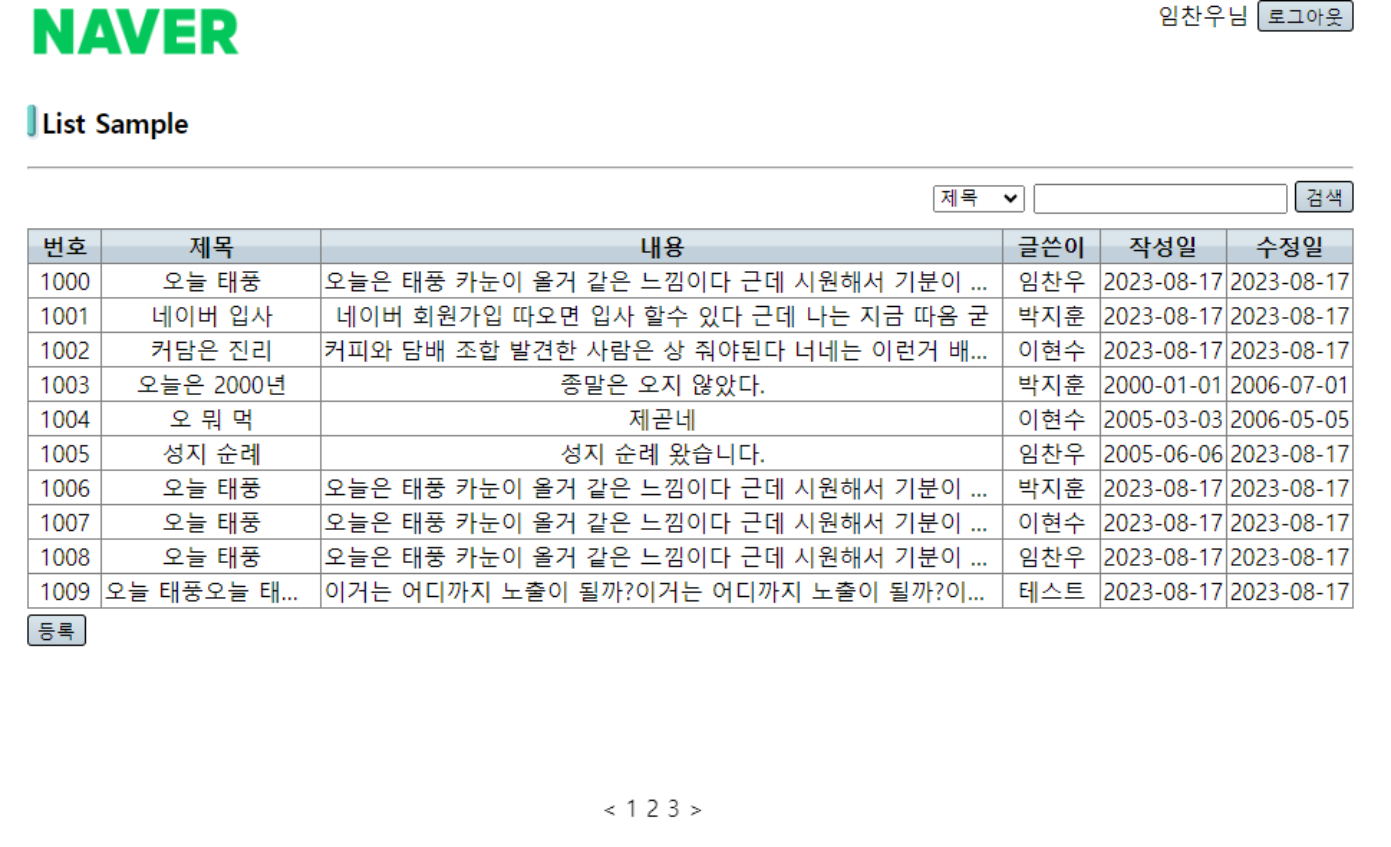 NAVER
임찬우님 로그아웃
List Sample
제목 검색
번호 제목 내용 글쓴이 작성일 수정일
1000 오늘 태풍 오늘은 태풍 카눈이 올거 같은 느낌이다 근데 시원해서 기분이 ... 임찬우 2023-08-17 2023-08-17
1001 네이버 입사 네이버 회원가입 따오면 입사 할수 있다 근데 나는 지금 따음 굳 박지훈 2023-08-17 2023-08-17
1002 커담은 진리 커피와 담배 조합 발견한 사람은 상 줘야된다 너네는 이런거 배... 이현수 2023-08-17 2023-08-17
1003 오늘은 2000년 종말은 오지 않았다. 박지훈 2000-01-01 2006-07-01
1004 오 뭐 먹 제곧네 이현수 2005-03-03 2006-05-05
1005 성지 순례 성지 순례 왔습니다. 임찬우 2005-06-06 2023-08-17
1006 오늘 태풍 오늘은 태풍 카눈이 올거 같은 느낌이다 근데 시원해서 기분이 ... 박지훈 2023-08-17 2023-08-17
1007 오늘 태풍 오늘은 태풍 카눈이 올거 같은 느낌이다 근데 시원해서 기분이 ... 이현수 2023-08-17 2023-08-17
1008 오늘 태풍 오늘은 태풍 카눈이 올거 같은 느낌이다 근데 시원해서 기분이 ... 임찬우 2023-08-17 2023-08-17
1009 오늘 태풍오늘 태... 이거는 어디까지 노출이 될까?이거는 어디까지 노출이 될까?이... 테스트 2023-08-17 2023-08-17
등록
< 1 2 3 >